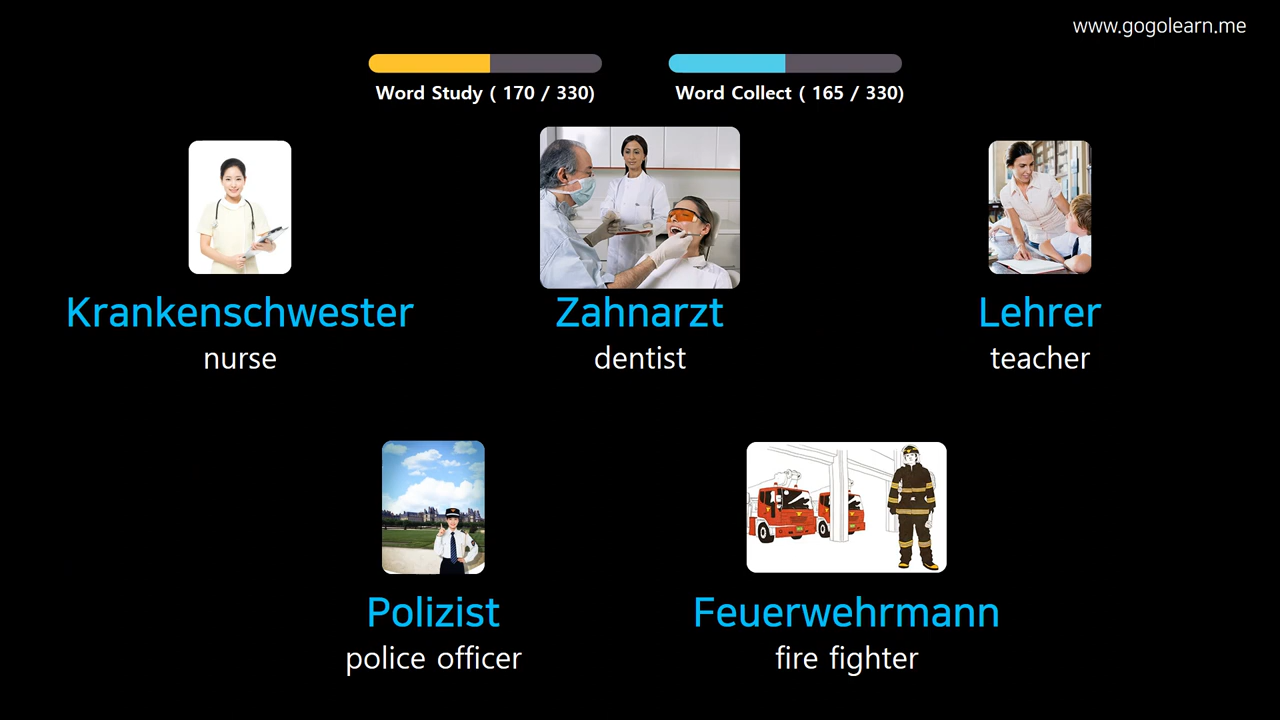 www.gogolearn.me
Word Study ( 170 / 330)
Word Collect ( 165 / 330)
Krankenschwester
nurse
Zahnarzt
dentist
Lehrer
teacher
Polizist
police officer
Feuerwehrmann
fire fighter